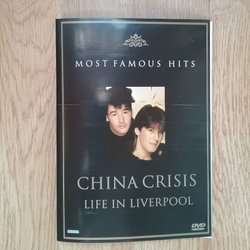 MOST FAMOUS HITS
CHINA CRISIS
LIFE IN LIVERPOOL
DVD